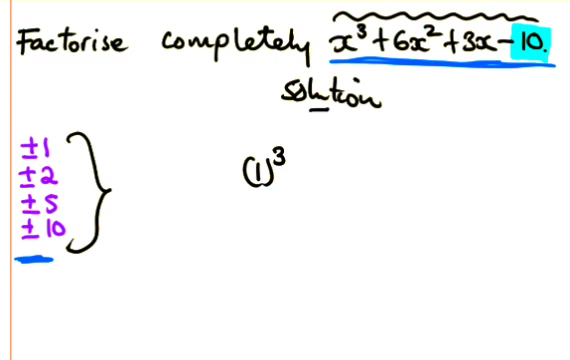 Factorise completely x³+6x²+3x-10.
solution
±1
±2
(1)³
±5
±10